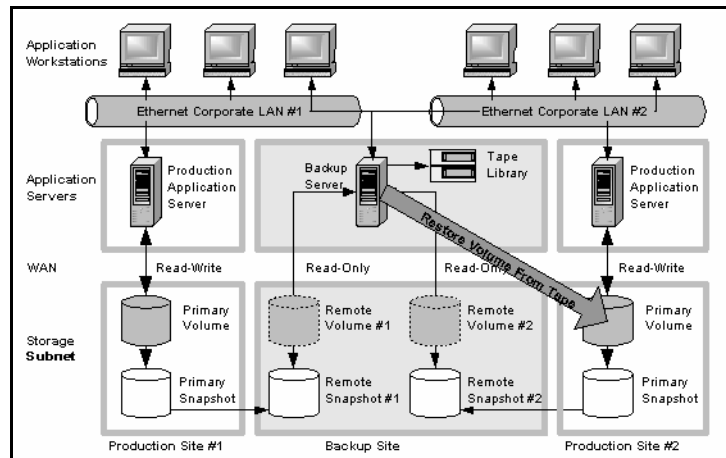 Application
Workstations
Ethernet Corporate LAN #1
Ethernet Corporate LAN #2
Application
Servers
Production
Application
Server
Backup
Server
Tape
Library
Production
Application
Server
Restore Volume From Tape
WAN
Read-Write
Read-Only
Read-Only
Read-Write
Storage
Subnet
Primary
Volume
Remote
Volume #1
Remote
Volume #2
Primary
Volume
Primary
Snapshot
Remote
Snapshot #1
Remote
Snapshot #2
Primary
Snapshot
Production Site #1
Backup Site
Production Site #2